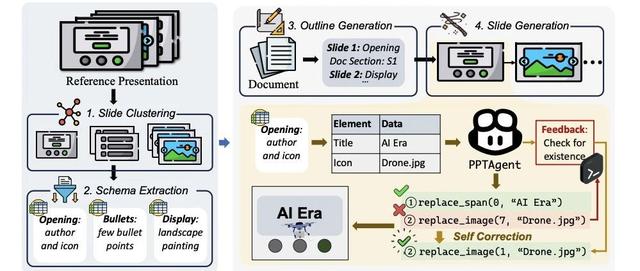 Reference Presentation
1. Slide Clustering
2. Schema Extraction
Opening:
author
and icon
Bullets:
few bullet
points
Display:
landscape
painting
3. Outline Generation
Document
Slide 1: Opening
Doc Section: S1
Slide 2: Display
...
4. Slide Generation
Opening:
author
and icon
Element Data
Title AI Era
Icon Drone.jpg
PPTAgent
Feedback:
Check for
existence
① replace_span(0, “AI Era”)
② replace_image(7, “Drone.jpg”)
Self Correction
② replace_image(1, “Drone.jpg”)
AI Era